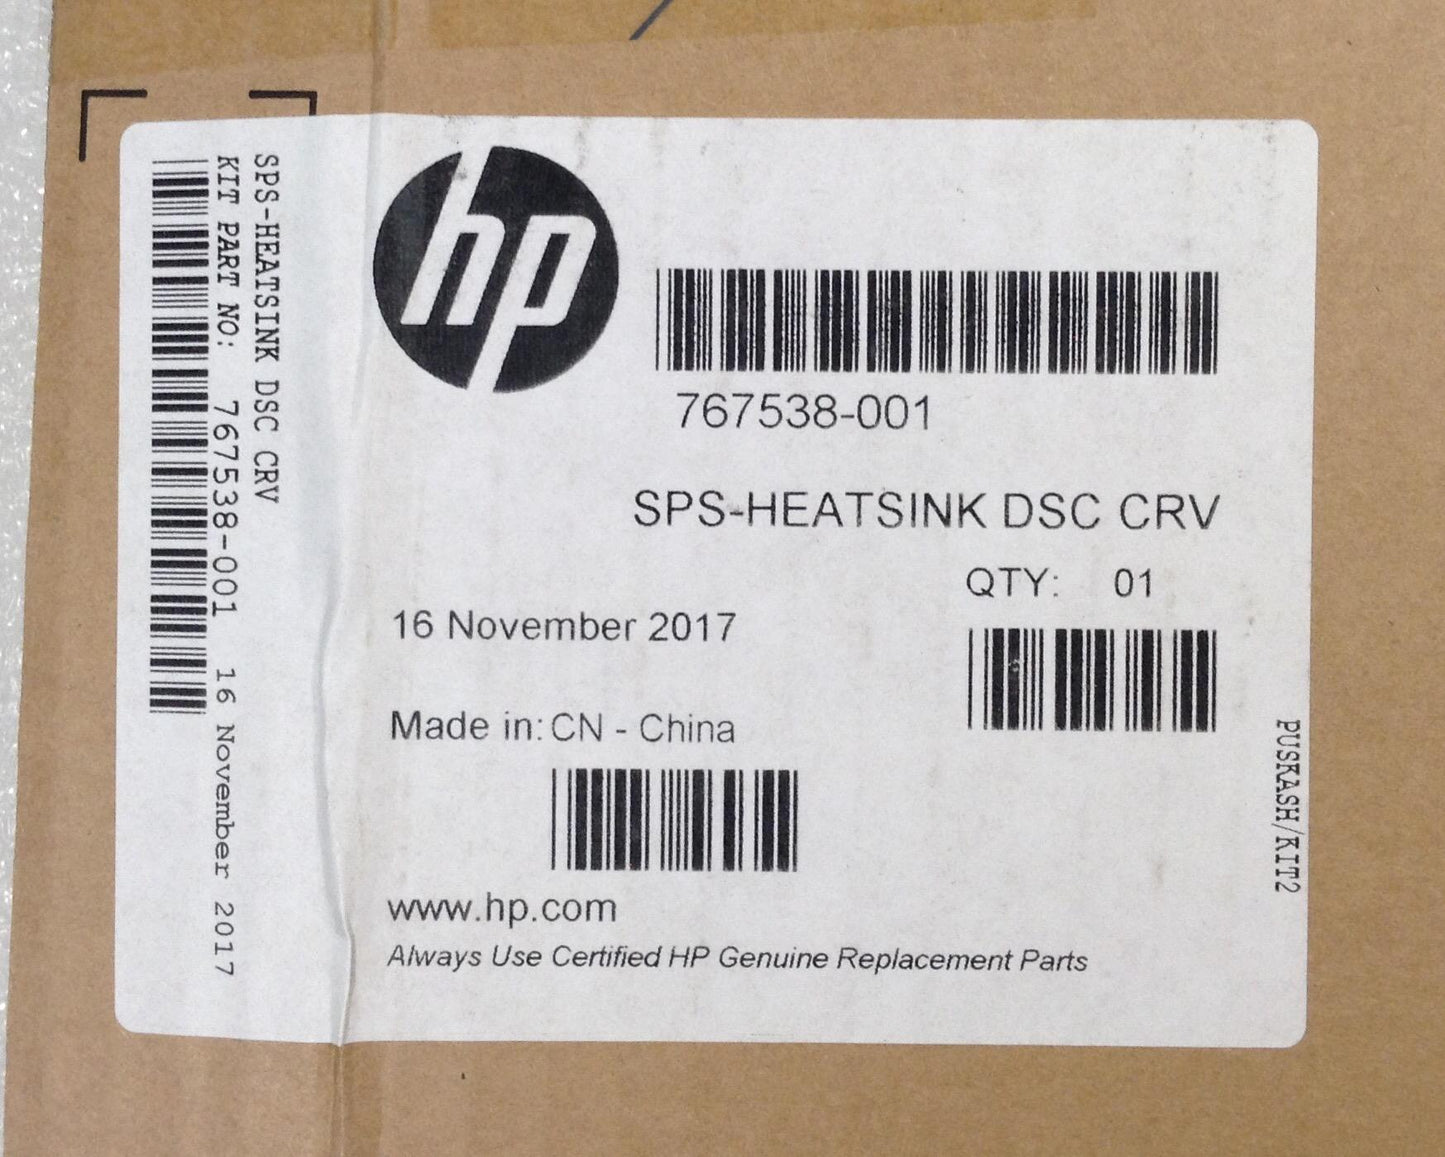 SPS-HEATSINK DSC CRV
KIT PART NO: 767538-001 16 November 2017
hp
767538-001
SPS-HEATSINK DSC CRV
QTY: 01
16 November 2017
Made in: CN - China
www.hp.com
Always Use Certified HP Genuine Replacement Parts
PUSKASH/KIT2